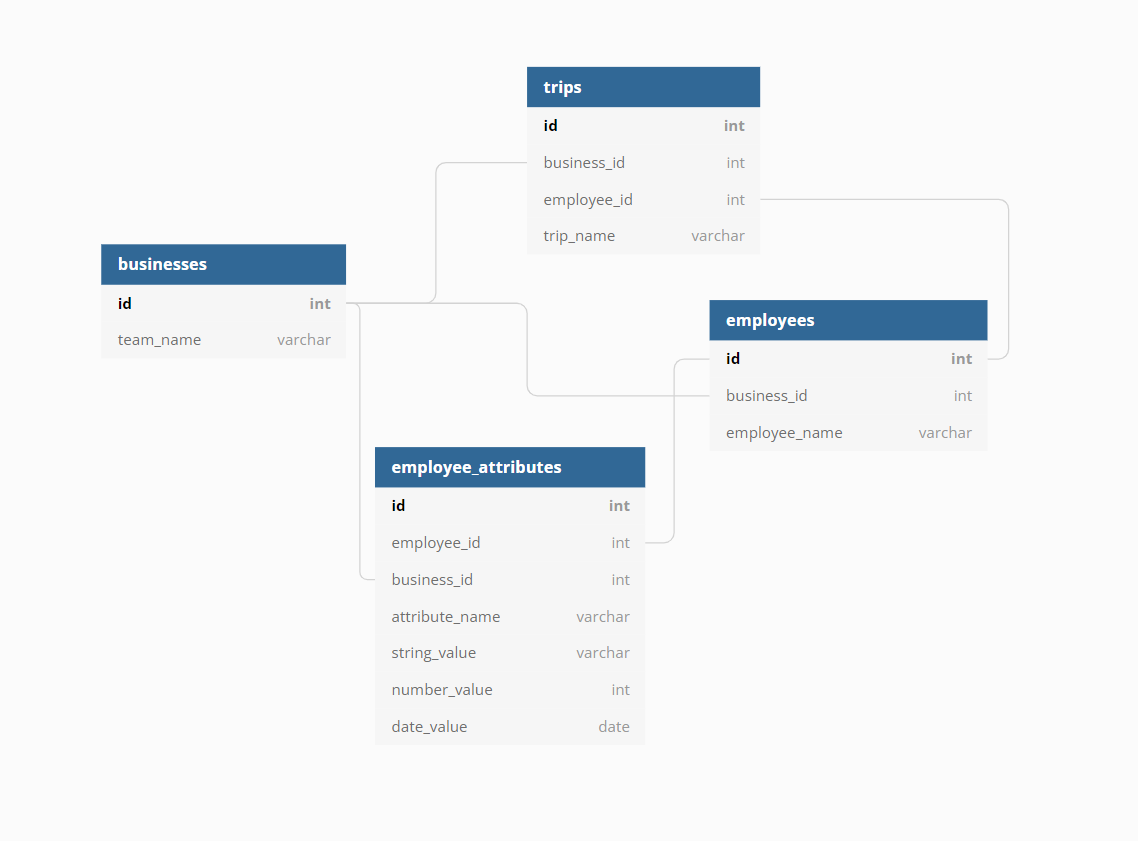 trips
id int
business_id int
employee_id int
trip_name varchar
businesses
id int
team_name varchar
employees
id int
business_id int
employee_name varchar
employee_attributes
id int
employee_id int
business_id int
attribute_name varchar
string_value varchar
number_value int
date_value date